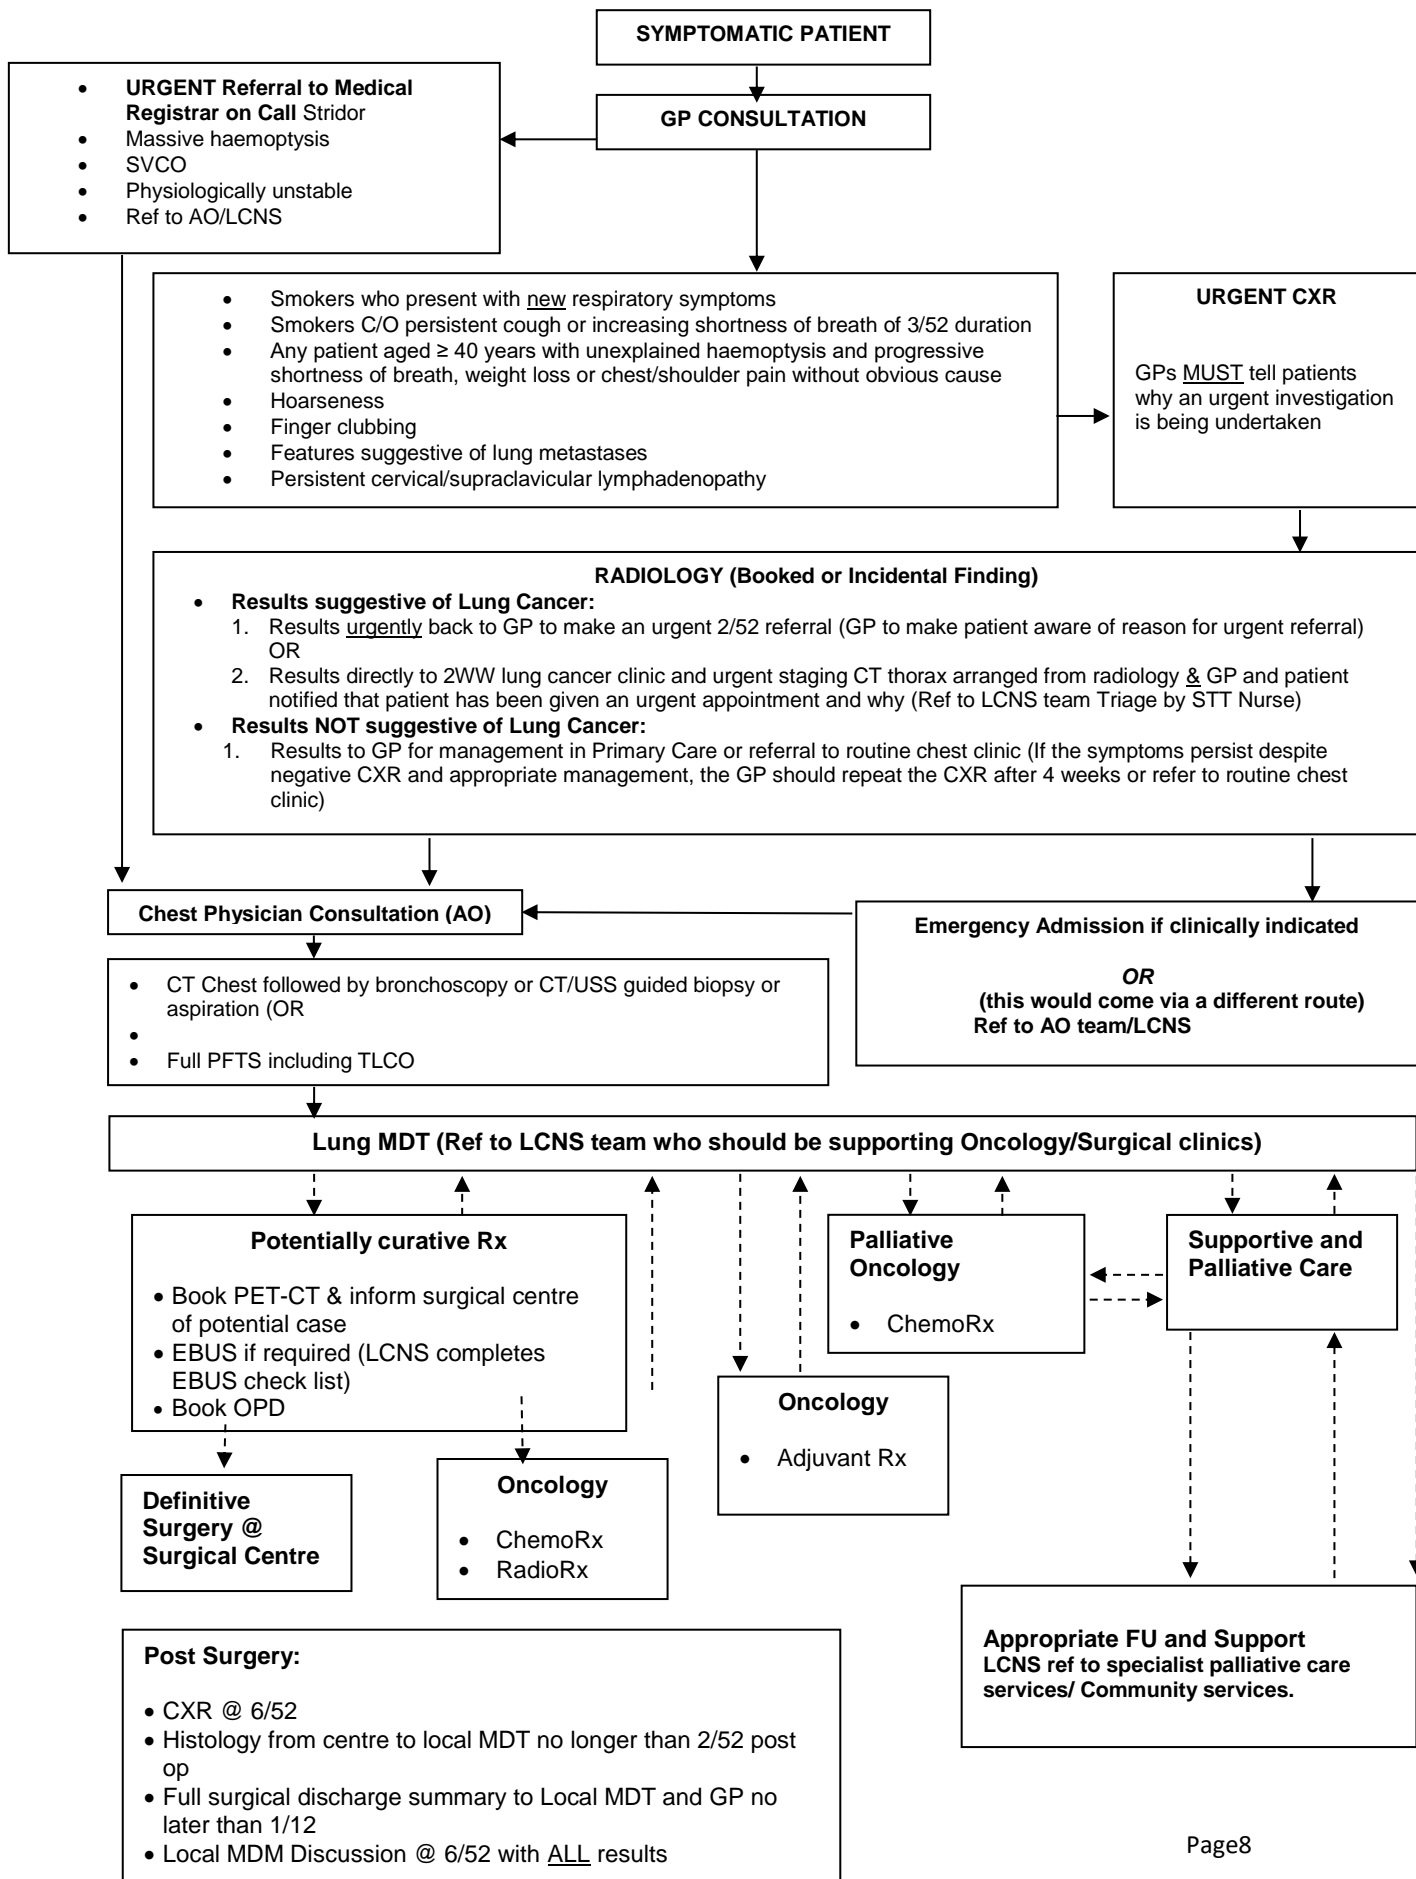 SYMPTOMATIC PATIENT
• URGENT Referral to Medical
Registrar on Call Stridor
• Massive haemoptysis
• SVCO
• Physiologically unstable
• Ref to AO/LCNS
GP CONSULTATION
• Smokers who present with new respiratory symptoms
• Smokers C/O persistent cough or increasing shortness of breath of 3/52 duration
• Any patient aged ≥ 40 years with unexplained haemoptysis and progressive
shortness of breath, weight loss or chest/shoulder pain without obvious cause
• Hoarseness
• Finger clubbing
• Features suggestive of lung metastases
• Persistent cervical/supraclavicular lymphadenopathy
URGENT CXR
GPs MUST tell patients
why an urgent investigation
is being undertaken
RADIOLOGY (Booked or Incidental Finding)
• Results suggestive of Lung Cancer:
1. Results urgently back to GP to make an urgent 2/52 referral (GP to make patient aware of reason for urgent referral)
OR
2. Results directly to 2WW lung cancer clinic and urgent staging CT thorax arranged from radiology & GP and patient
notified that patient has been given an urgent appointment and why (Ref to LCNS team Triage by STT Nurse)
• Results NOT suggestive of Lung Cancer:
1. Results to GP for management in Primary Care or referral to routine chest clinic (If the symptoms persist despite
negative CXR and appropriate management, the GP should repeat the CXR after 4 weeks or refer to routine chest
clinic)
Chest Physician Consultation (AO)
Emergency Admission if clinically indicated
OR
(this would come via a different route)
Ref to AO team/LCNS
• CT Chest followed by bronchoscopy or CT/USS guided biopsy or
aspiration (OR
•
• Full PFTS including TLCO
Lung MDT (Ref to LCNS team who should be supporting Oncology/Surgical clinics)
Potentially curative Rx
• Book PET-CT & inform surgical centre
of potential case
• EBUS if required (LCNS completes
EBUS check list)
• Book OPD
Palliative
Oncology
• ChemoRx
Supportive and
Palliative Care
Oncology
• Adjuvant Rx
Definitive
Surgery @
Surgical Centre
Oncology
• ChemoRx
• RadioRx
Appropriate FU and Support
LCNS ref to specialist palliative care
services/ Community services.
Post Surgery:
• CXR @ 6/52
• Histology from centre to local MDT no longer than 2/52 post
op
• Full surgical discharge summary to Local MDT and GP no
later than 1/12
• Local MDM Discussion @ 6/52 with ALL results
Page8